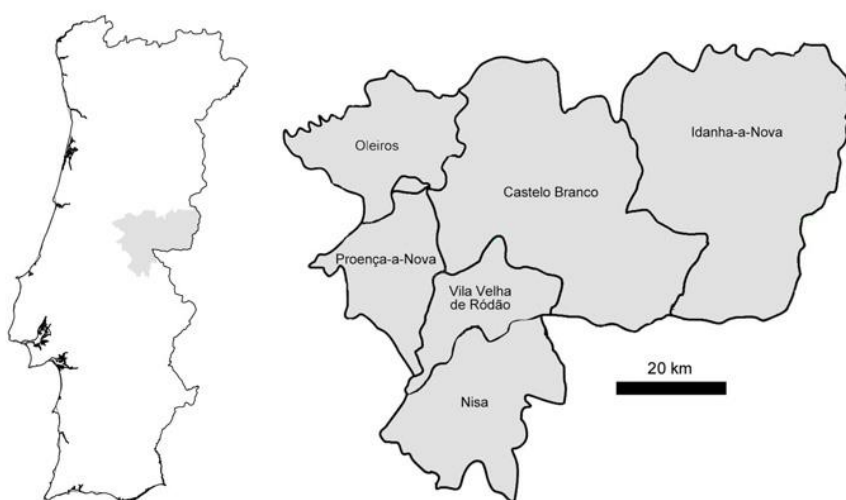 Idanha-a-Nova
Oleiros
Castelo Branco
Proença-a-Nova
Vila Velha
de Ródão
20 km
Nisa